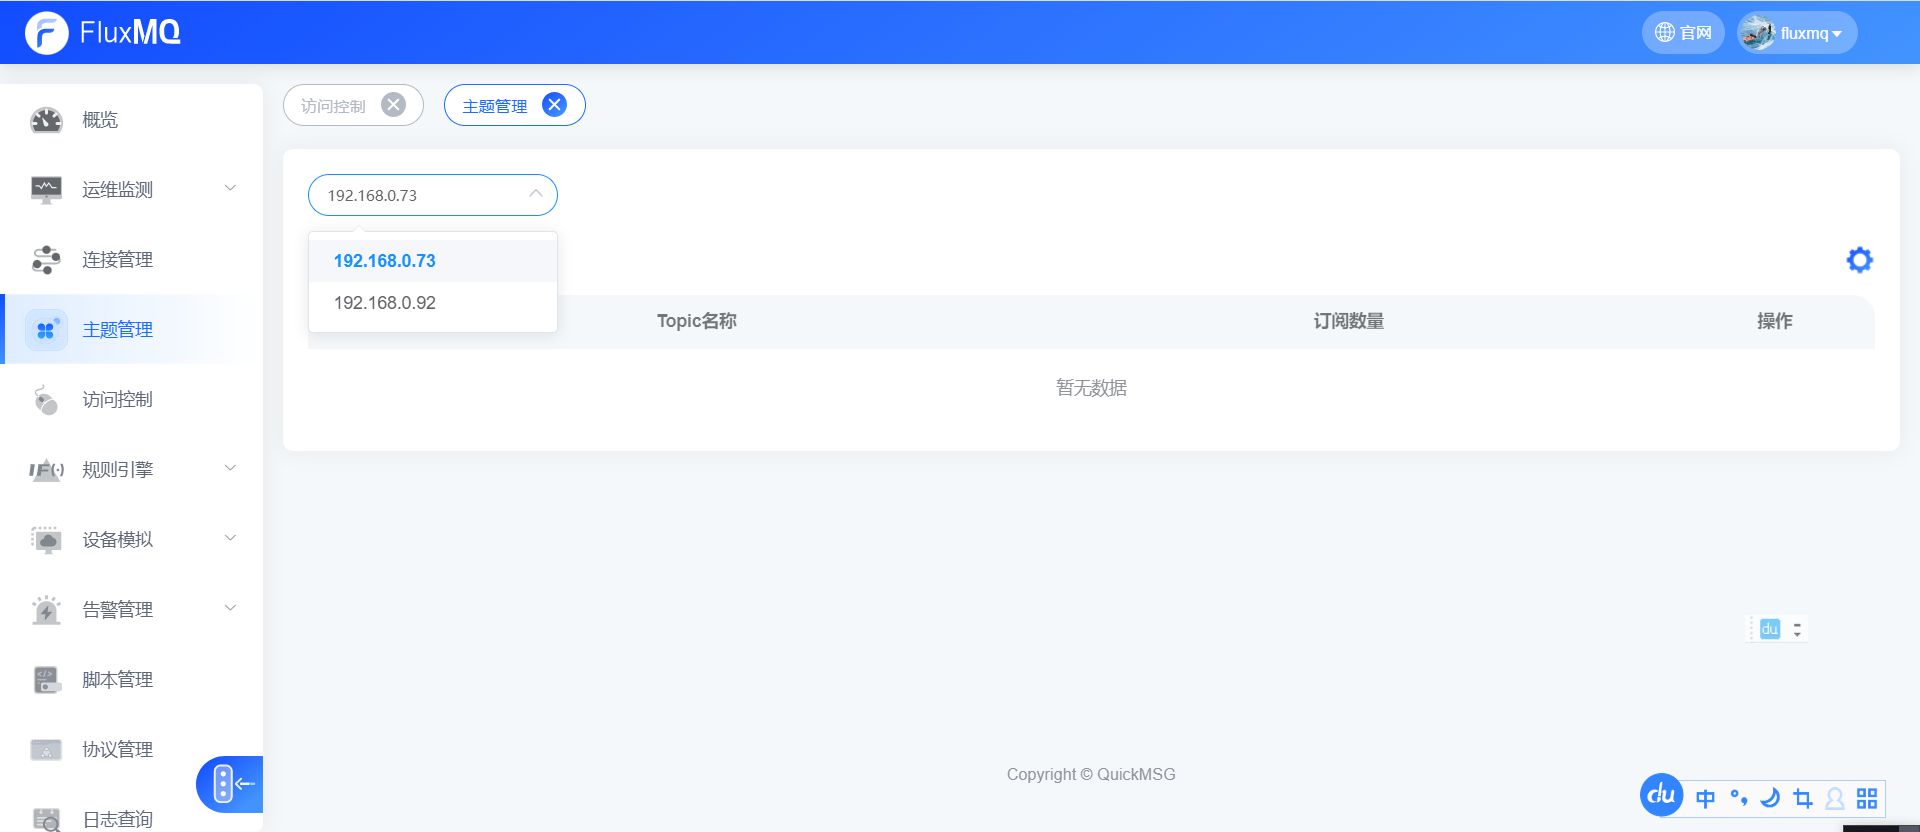 FluxMQ
官网
fluxmq
概览
运维监测
连接管理
主题管理
访问控制
规则引擎
设备模拟
告警管理
脚本管理
协议管理
日志查询
访问控制
主题管理
192.168.0.73
192.168.0.73
192.168.0.92
Topic名称
订阅数量
操作
暂无数据
du
Copyright © QuickMSG
du
中